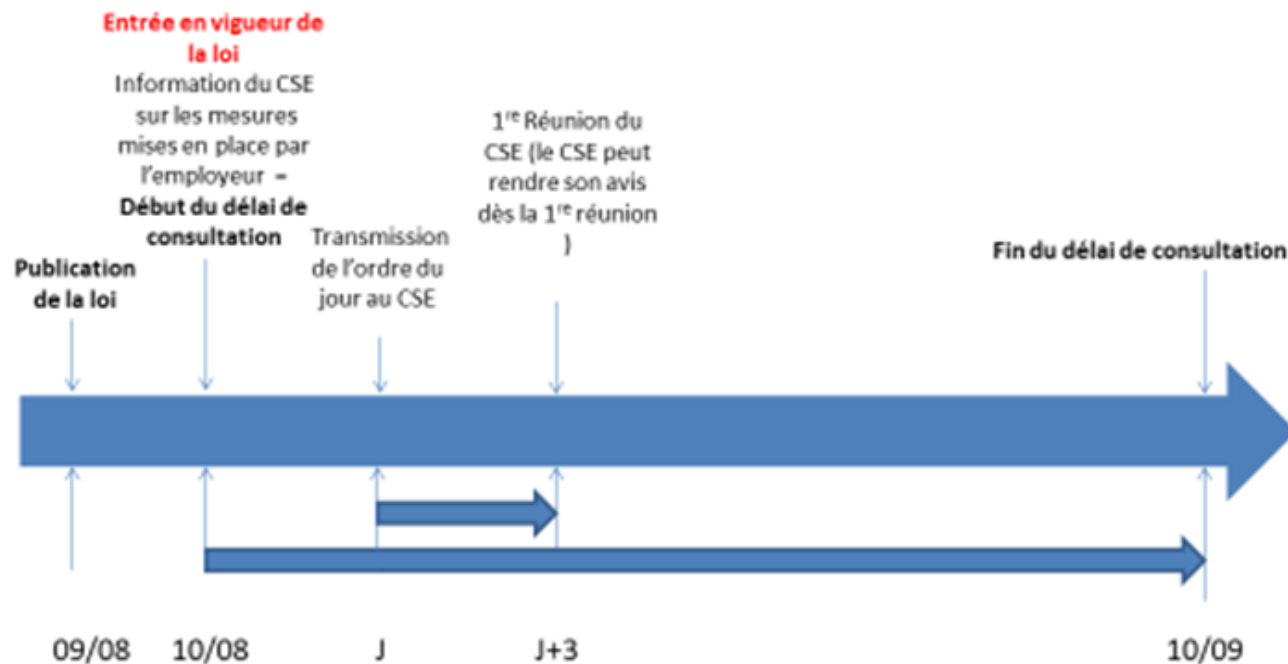 Publication
de la loi
Entrée en vigueur de
la loi
Information du CSE
sur les mesures
mises en place par
l'employeur –
Début du délai de
consultation
Transmission
de l'ordre du
jour au CSE
1re Réunion du
CSE (le CSE peut
rendre son avis
dès la 1re réunion
)
Fin du délai de consultation
09/08
10/08
J
J+3
10/09